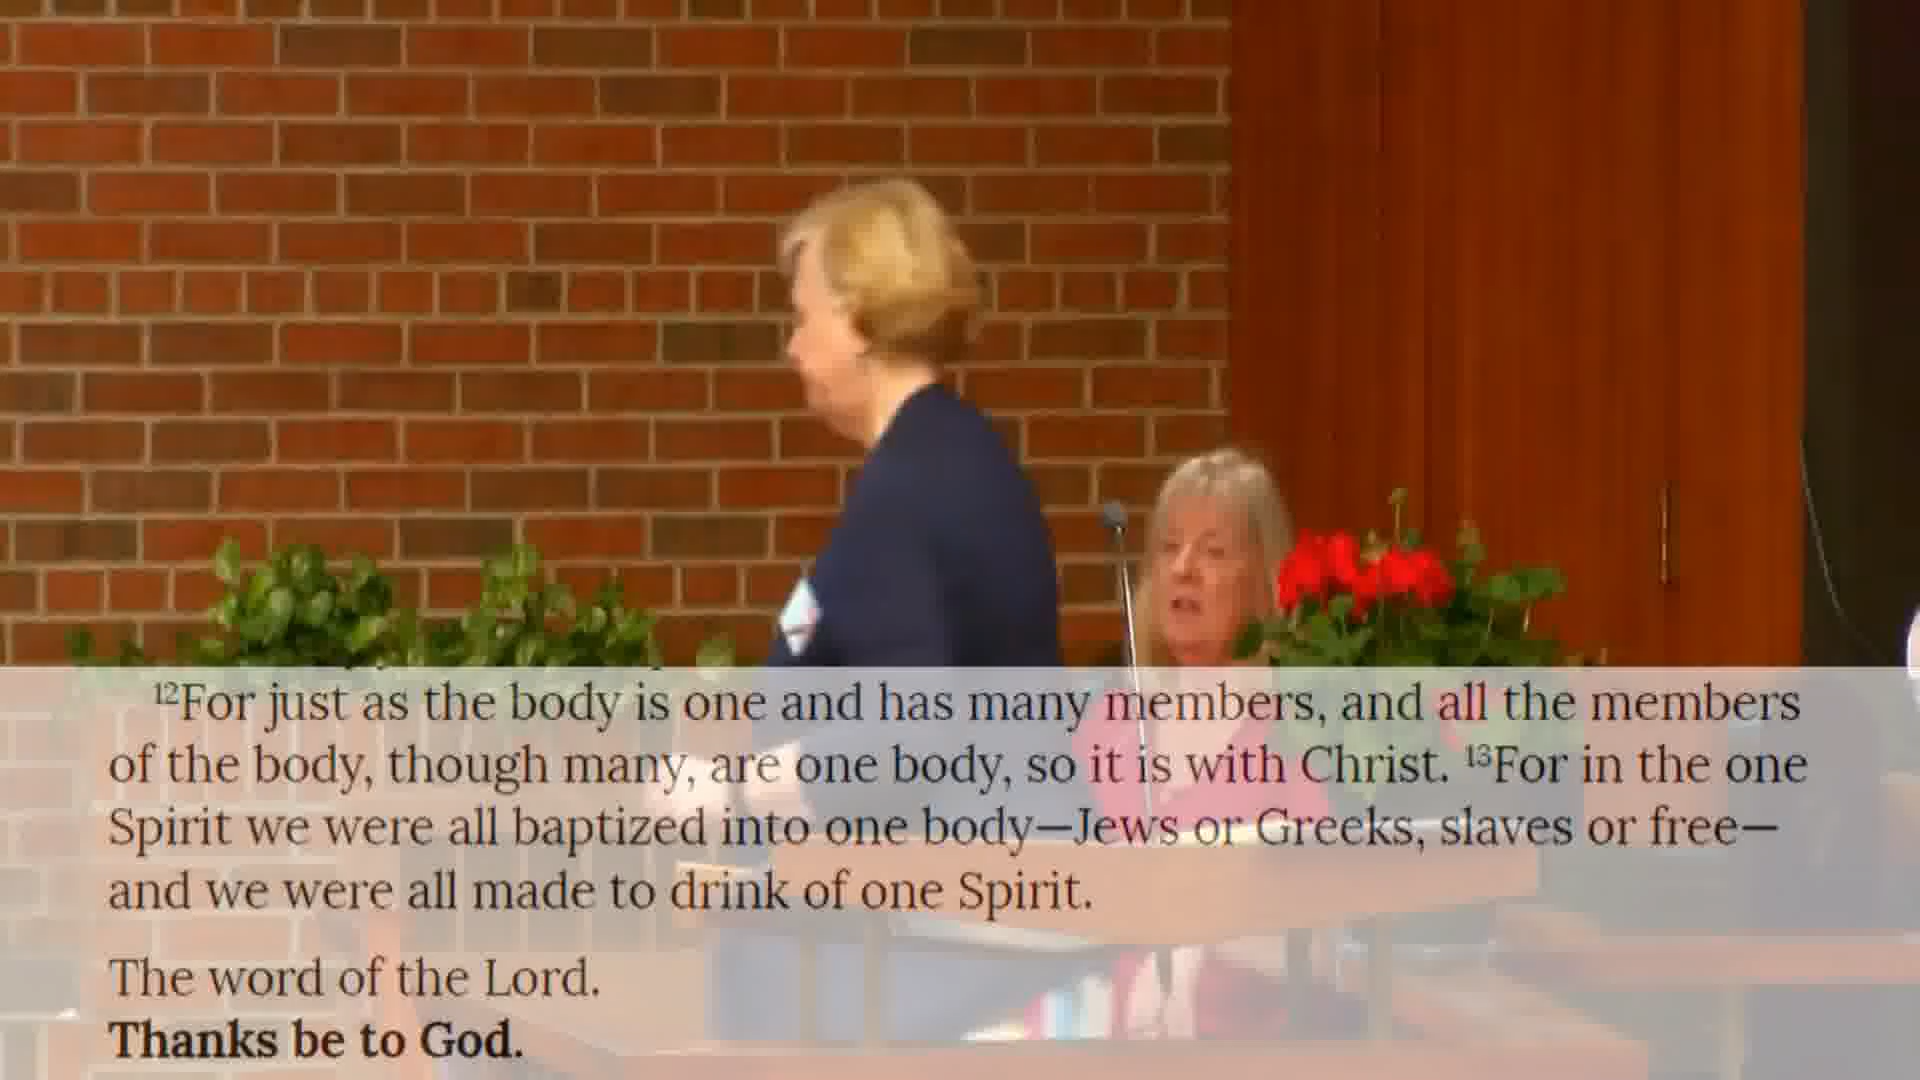 ¹²For just as the body is one and has many members, and all the members
of the body, though many, are one body, so it is with Christ. ¹³For in the one
Spirit we were all baptized into one body—Jews or Greeks, slaves or free—
and we were all made to drink of one Spirit.
The word of the Lord.
Thanks be to God.